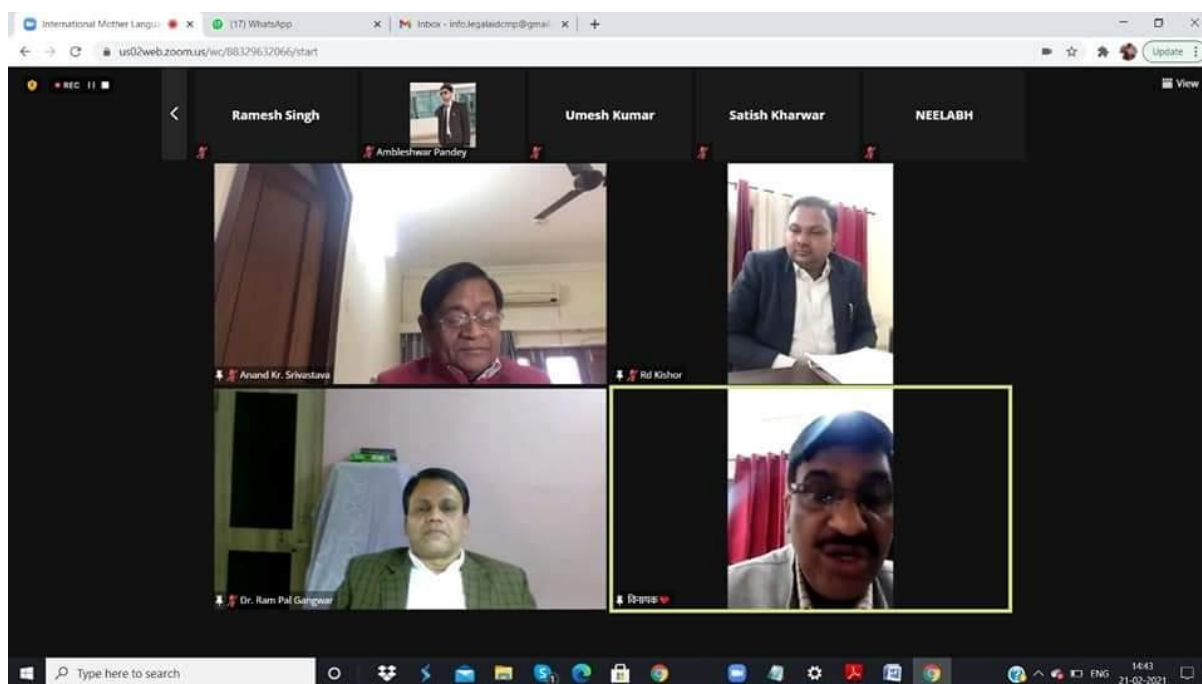 International Mother Langua
(17) WhatsApp
Inbox - info.legalaidcmp@gmail.
us02web.zoom.us/wc/88329632066/start
Update
REC
View
Ramesh Singh
Ambleshwar Pandey
Umesh Kumar
Satish Kharwar
NEELABH
Anand Kr. Srivastava
Rd Kishor
Dr. Ram Pal Gangwar
विनायक
Type here to search
ENG
14:43
21-02-2021